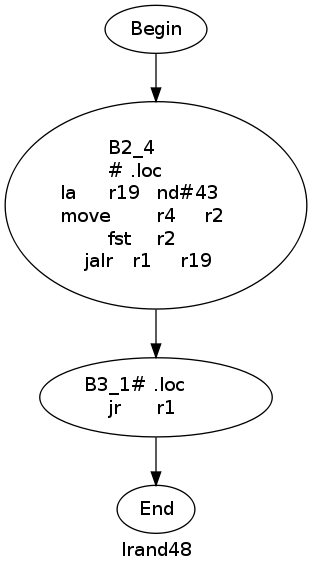 Begin
B2_4
# .loc
la r19 nd#43
move r4 r2
fst r2
jalr r1 r19
B3_1# .loc
jr r1
End
lrand48